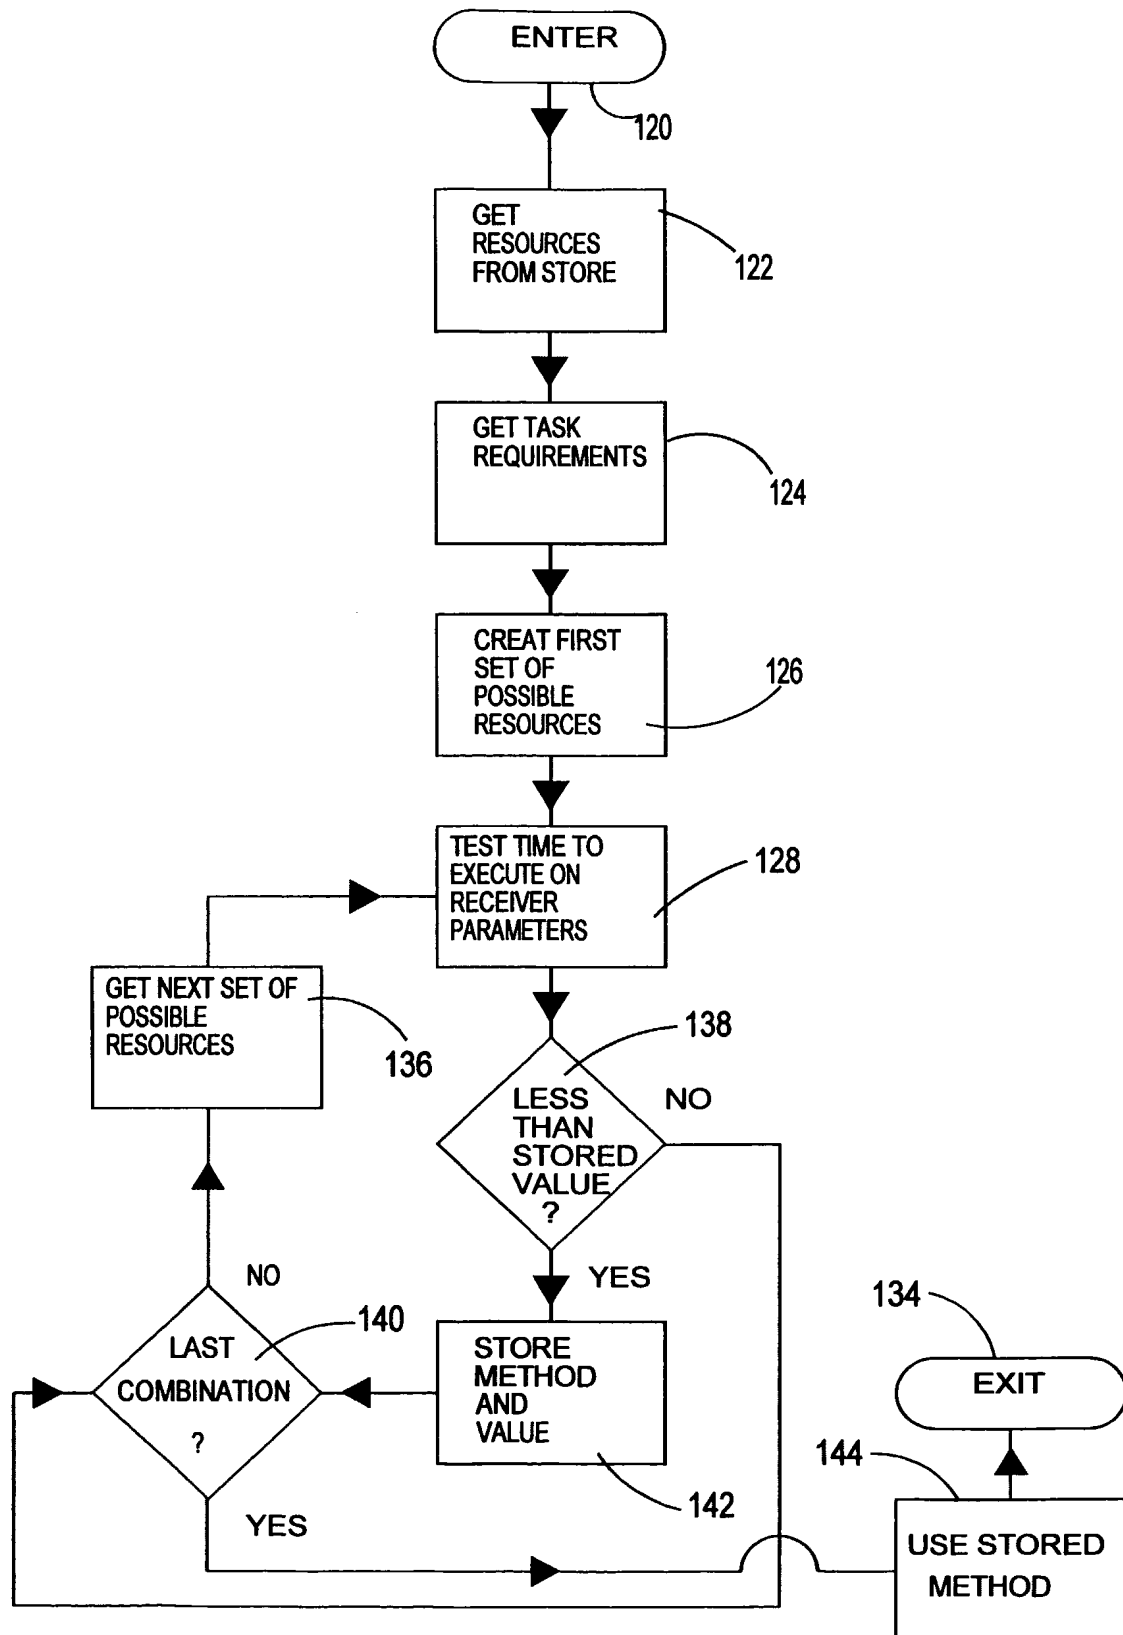 ENTER
120
GET
RESOURCES
FROM STORE
122
GET TASK
REQUIREMENTS
124
CREAT FIRST
SET OF
POSSIBLE
RESOURCES
126
TEST TIME TO
EXECUTE ON
RECEIVER
PARAMETERS
128
GET NEXT SET OF
POSSIBLE
RESOURCES
136
138
LESS
THAN
STORED
VALUE
?
NO
YES
NO
LAST
COMBINATION
?
140
YES
STORE
METHOD
AND
VALUE
142
134
EXIT
144
USE STORED
METHOD